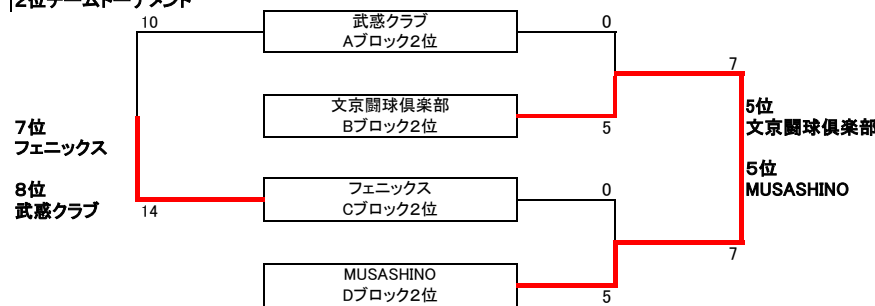 2位チームトーナメント
10
武惑クラブ
Aブロック2位
0
7
文京闘球倶楽部
Bブロック2位
5
7位
フェニックス
5位
文京闘球倶楽部
8位
武惑クラブ
14
フェニックス
Cブロック2位
0
5位
MUSASHINO
7
MUSASHINO
Dブロック2位
5